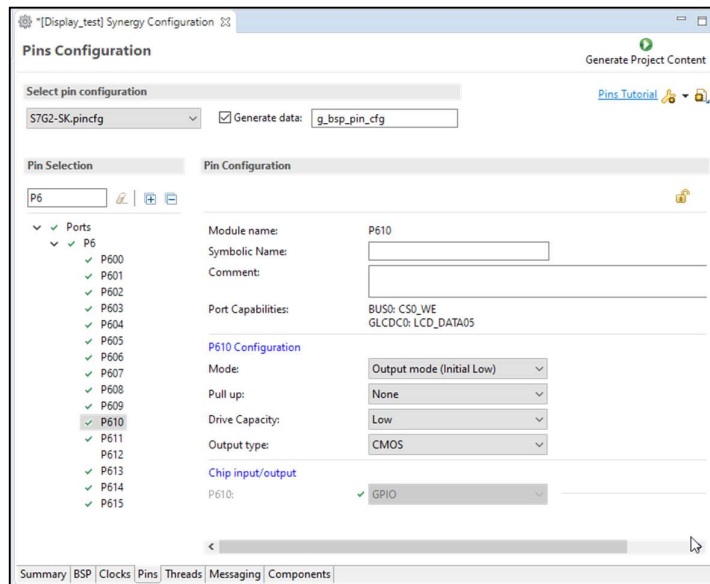 *[Display_test] Synergy Configuration
Pins Configuration
Generate Project Content
Select pin configuration
Pins Tutorial
S7G2-SK.pincfg
Generate data:
g_bsp_pin_cfg
Pin Selection
Pin Configuration
P6
Ports
P6
P600
P601
P602
P603
P604
P605
P606
P607
P608
P609
P610
P611
P612
P613
P614
P615
Module name: P610
Symbolic Name:
Comment:
Port Capabilities: BUS0: CS0_WE
GLCDC0: LCD_DATA05
P610 Configuration
Mode: Output mode (Initial Low)
Pull up: None
Drive Capacity: Low
Output type: CMOS
Chip input/output
P610: GPIO
Summary BSP Clocks Pins Threads Messaging Components